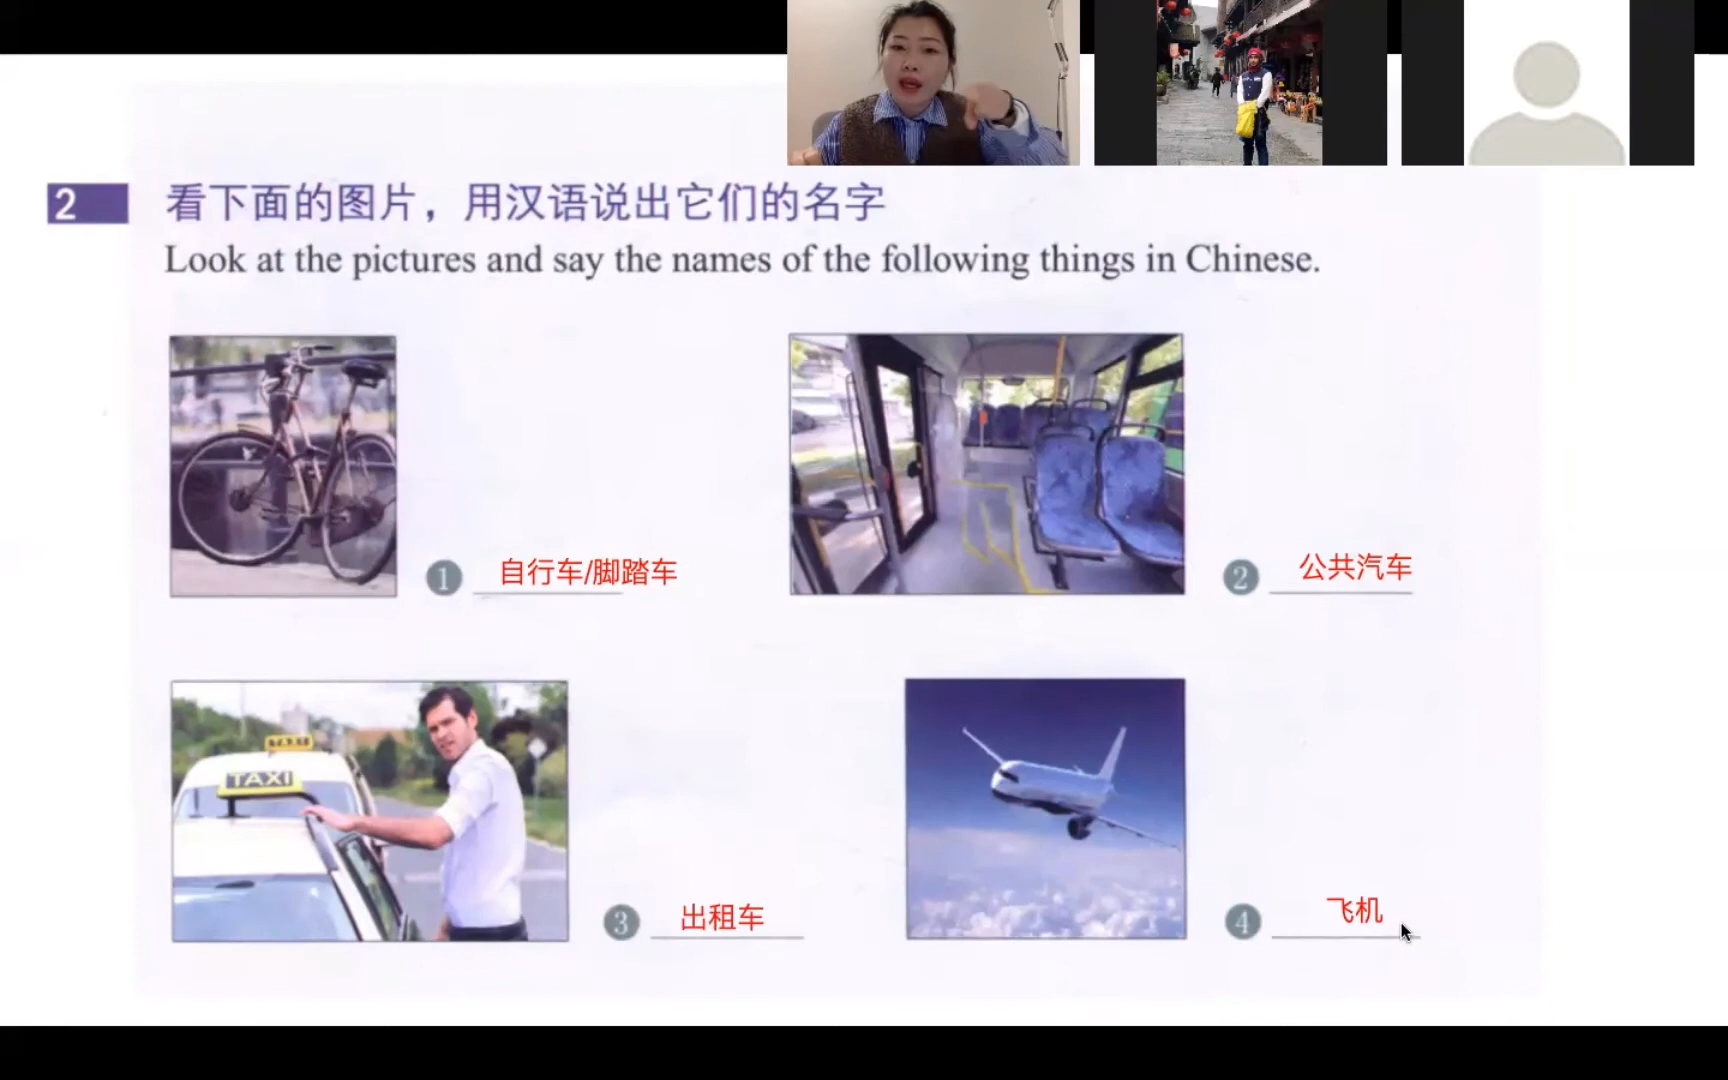 2 看下面的图片，用汉语说出它们的名字
Look at the pictures and say the names of the following things in Chinese.
1 自行车/脚踏车
2 公共汽车
TAXI
3 出租车
4 飞机